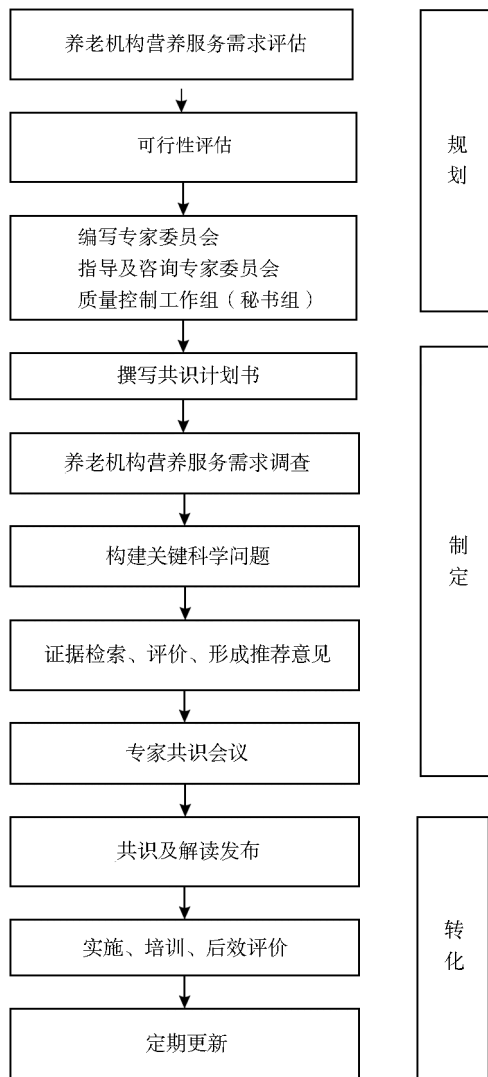 养老机构营养服务需求评估
可行性评估
编写专家委员会
指导及咨询专家委员会
质量控制工作组（秘书组）
规划
撰写共识计划书
养老机构营养服务需求调查
构建关键科学问题
证据检索、评价、形成推荐意见
专家共识会议
制定
共识及解读发布
实施、培训、后效评价
定期更新
转化